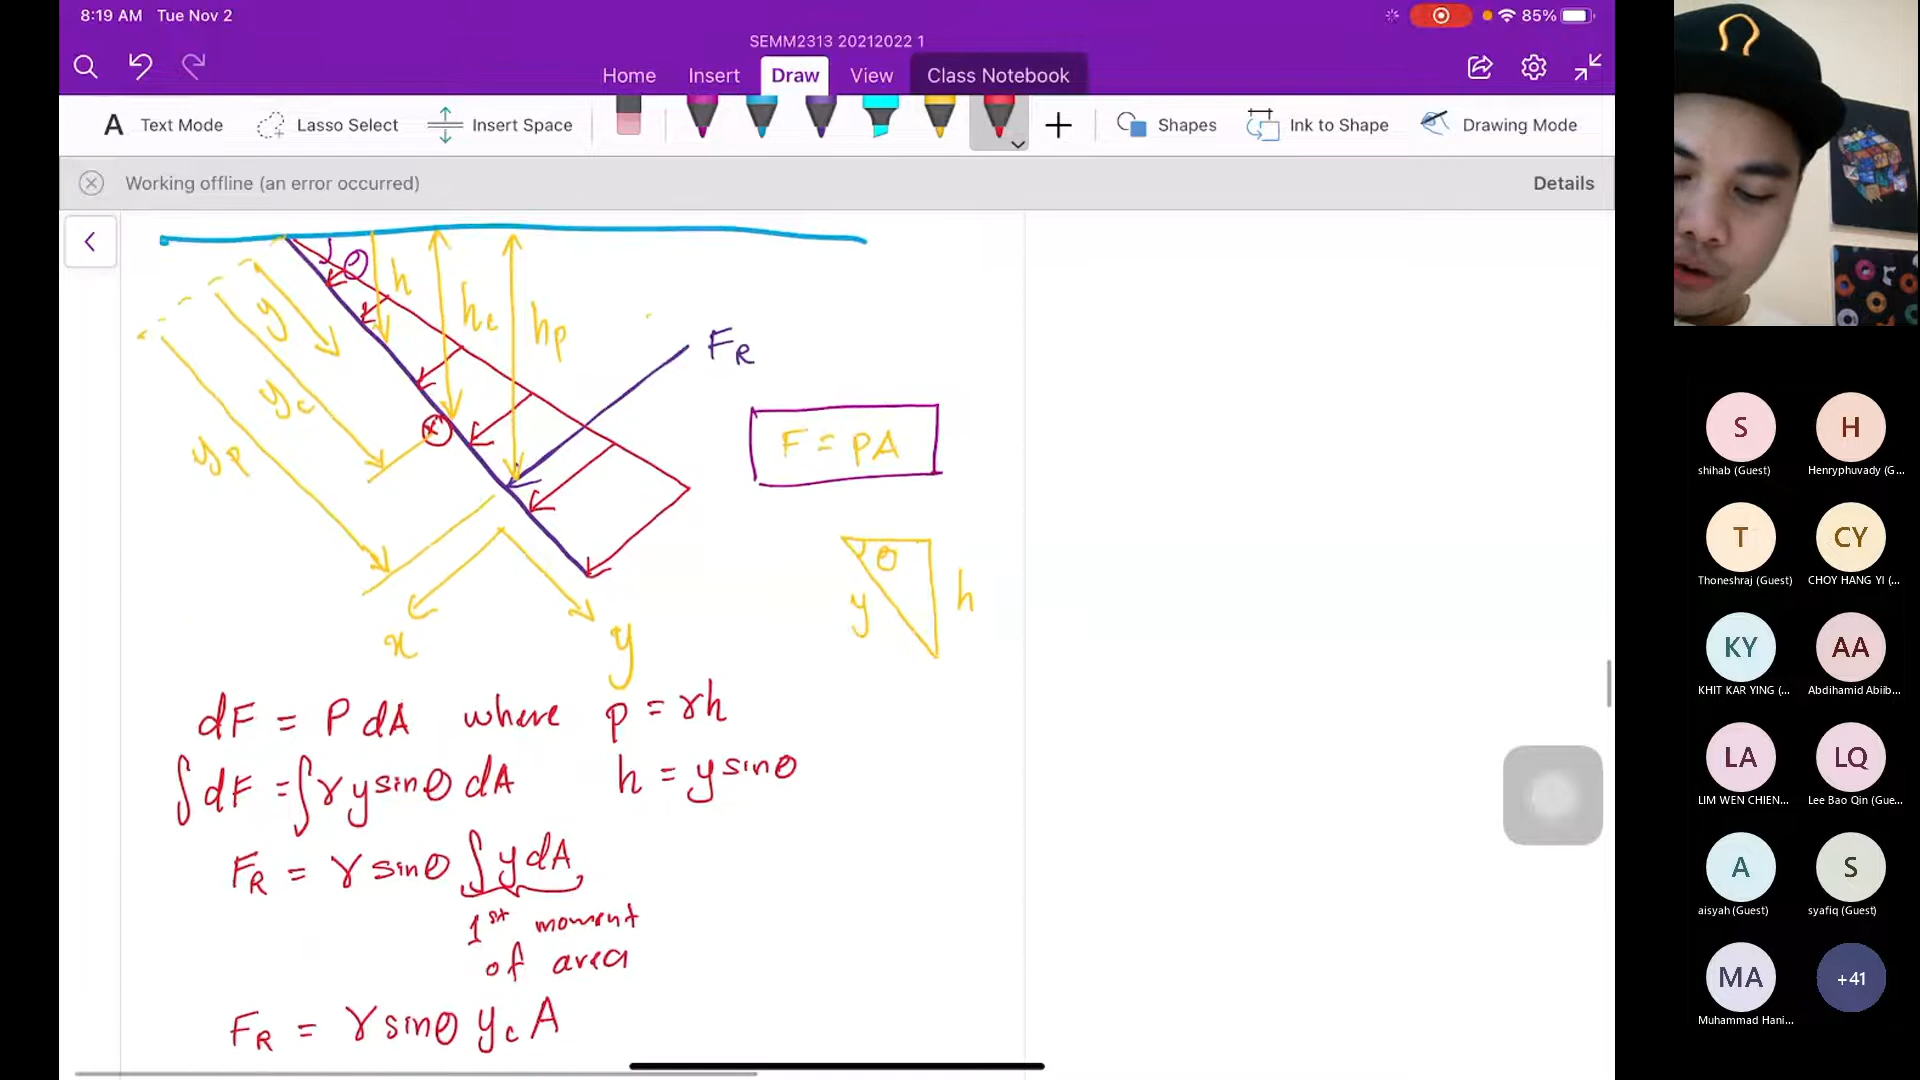 8:19 AM Tue Nov 2
85%
SEMM2313 20212022 1
Home Insert Draw View Class Notebook
A Text Mode Lasso Select Insert Space Shapes Ink to Shape Drawing Mode
Working offline (an error occurred) Details
θ
h
hc
hp
y
yc
yp
x
FR
F = PA
x
y
θ
y
h
dF = P dA where p = γh
∫dF = ∫γ y sinθ dA h = y sinθ
FR = γ sinθ ∫ y dA
1st moment
of area
FR = γ sinθ yc A
S
shihab (Guest)
H
Henryphuvady (G...
T
Thoneshraj (Guest)
CY
CHOY HANG YI (...
KY
KHIT KAR YING (...
AA
Abdihamid Abiib...
LA
LIM WEN CHIEN...
LQ
Lee Bao Qin (Gue...
A
aisyah (Guest)
S
syafiq (Guest)
MA
Muhammad Hani...
+41